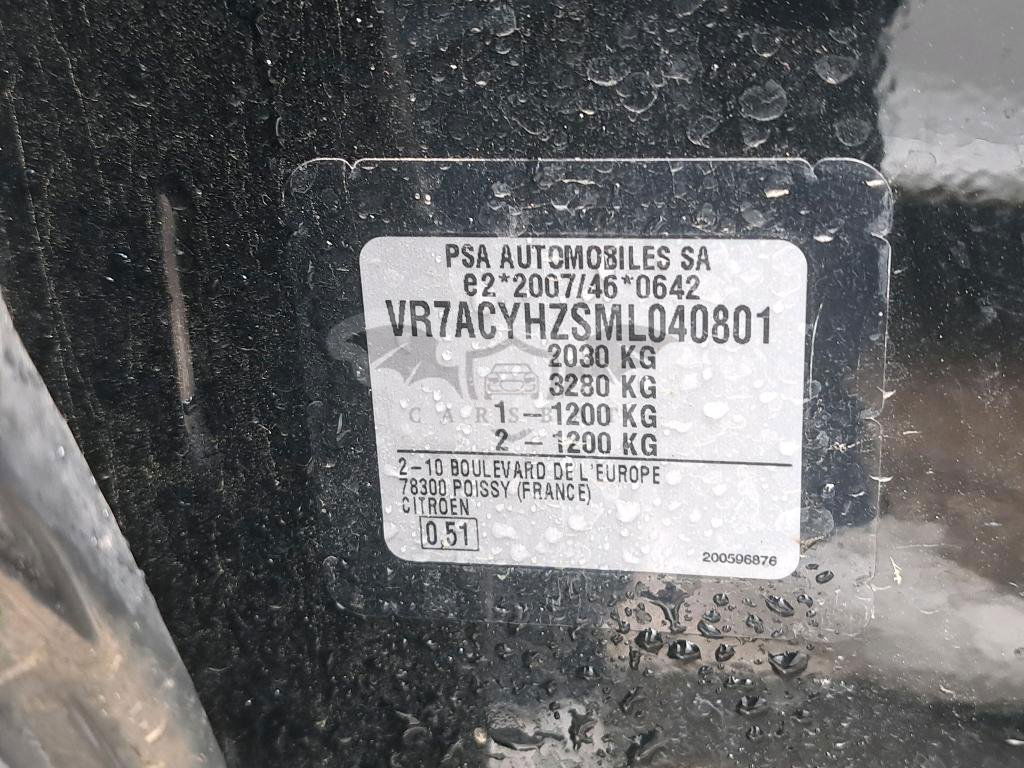 PSA AUTOMOBILES SA
e2*2007/46*0642
VR7ACYHZSML040801
2030 KG
3280 KG
1 – 1200 KG
2 – 1200 KG
2-10 BOULEVARD DE L'EUROPE
78300 POISSY (FRANCE)
CITROEN
0,51
200596876